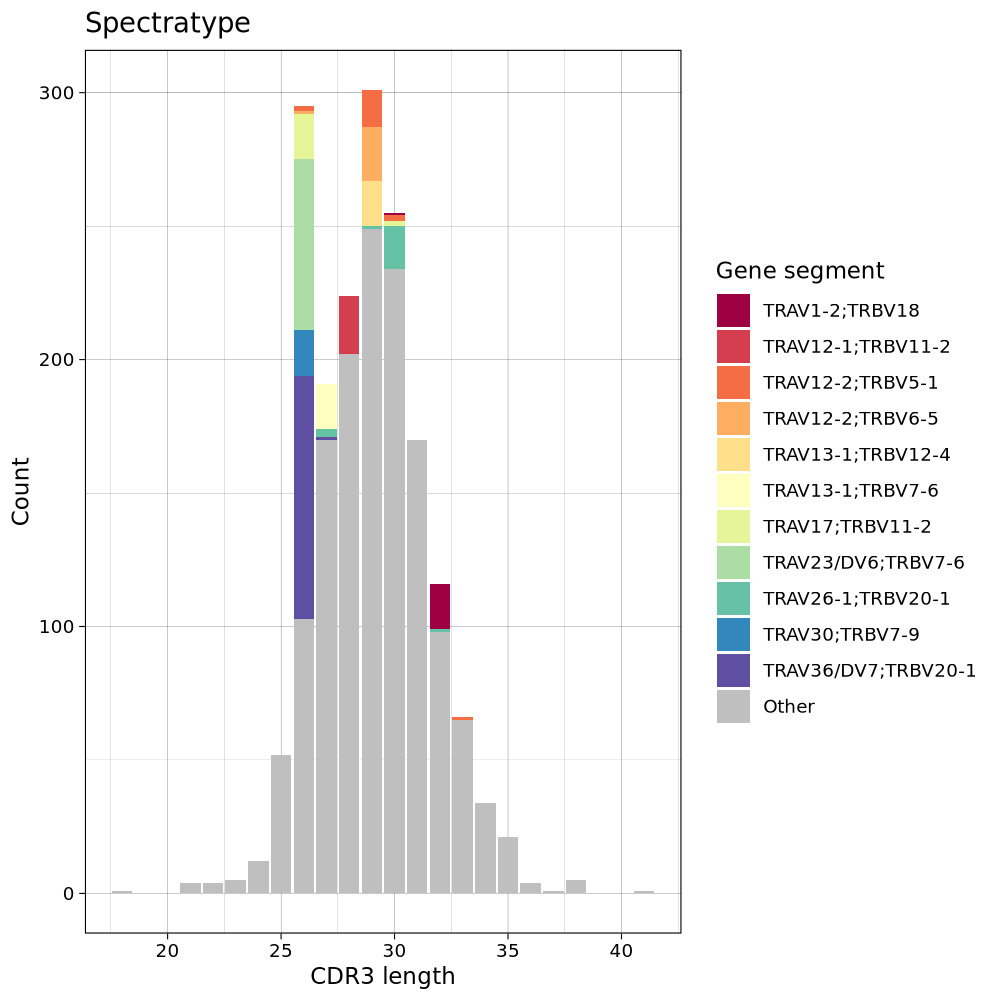 Spectratype
300
200
100
0
Count
20
25
30
35
40
CDR3 length
Gene segment
TRAV1-2;TRBV18
TRAV12-1;TRBV11-2
TRAV12-2;TRBV5-1
TRAV12-2;TRBV6-5
TRAV13-1;TRBV12-4
TRAV13-1;TRBV7-6
TRAV17;TRBV11-2
TRAV23/DV6;TRBV7-6
TRAV26-1;TRBV20-1
TRAV30;TRBV7-9
TRAV36/DV7;TRBV20-1
Other